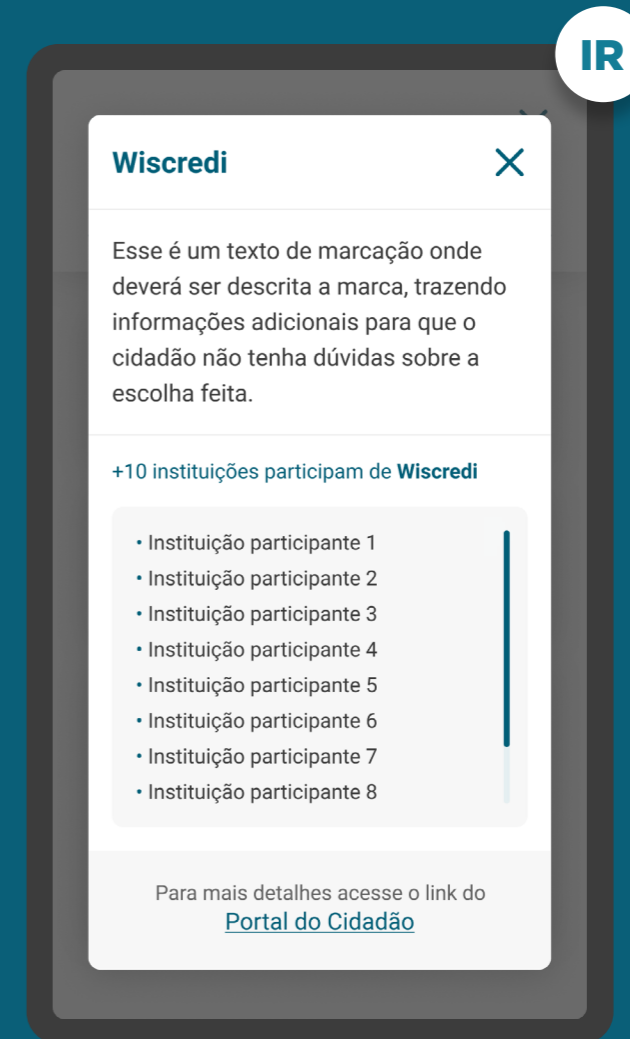 IR
Wiscredi
Esse é um texto de marcação onde
deverá ser descrita a marca, trazendo
informações adicionais para que o
cidadão não tenha dúvidas sobre a
escolha feita.
+10 instituições participam de Wiscredi
• Instituição participante 1
• Instituição participante 2
• Instituição participante 3
• Instituição participante 4
• Instituição participante 5
• Instituição participante 6
• Instituição participante 7
• Instituição participante 8
Para mais detalhes acesse o link do
Portal do Cidadão